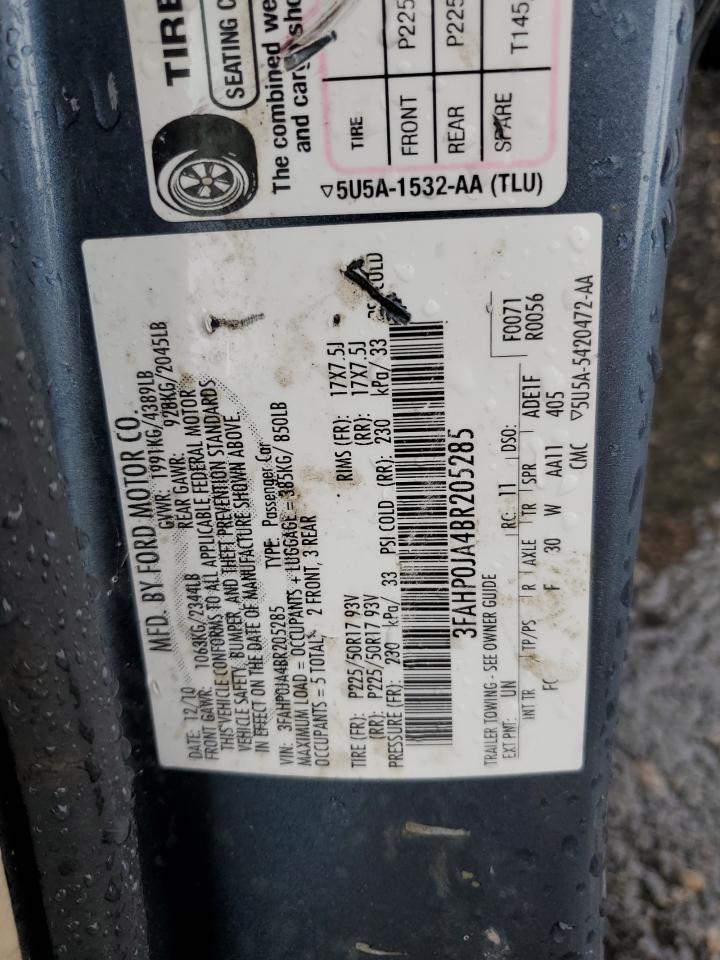 TIRE
SEATING C
The combined we
and car sho
TIRE
FRONT P225
REAR P225
SPARE T145
▽5U5A-1532-AA (TLU)
MFD. BY FORD MOTOR CO.
DATE: 12/10 GVWR: 1991KG/4389LB
FRONT GAWR: 1063KG/2344LB REAR GAWR: 928KG/2045LB
THIS VEHICLE CONFORMS TO ALL APPLICABLE FEDERAL MOTOR
VEHICLE SAFETY, BUMPER, AND THEFT PREVENTION STANDARDS
IN EFFECT ON THE DATE OF MANUFACTURE SHOWN ABOVE.
VIN: 3FAHP0JA4BR205285 TYPE: Passenger Car
MAXIMUM LOAD = OCCUPANTS + LUGGAGE = 385KG/ 850LB
OCCUPANTS = 5 TOTAL, 2 FRONT, 3 REAR
TIRE (FR): P225/50R17 93V RIMS (FR): 17X7.5J
(RR): P225/50R17 93V (RR): 17X7.5J
PRESSURE (FR): 230 kPa/ 33 PSI COLD (RR): 230 kPa/ 33 COLD
3FAHP0JA4BR205285
F0071
R0056
TRAILER TOWING - SEE OWNER GUIDE
EXT PNT: UN RC: 11 DSO:
INT TR TP/PS R AXLE TR SPR ADE1F
FC F 30 W AA11 405
CMC ▽5U5A-5420472-AA